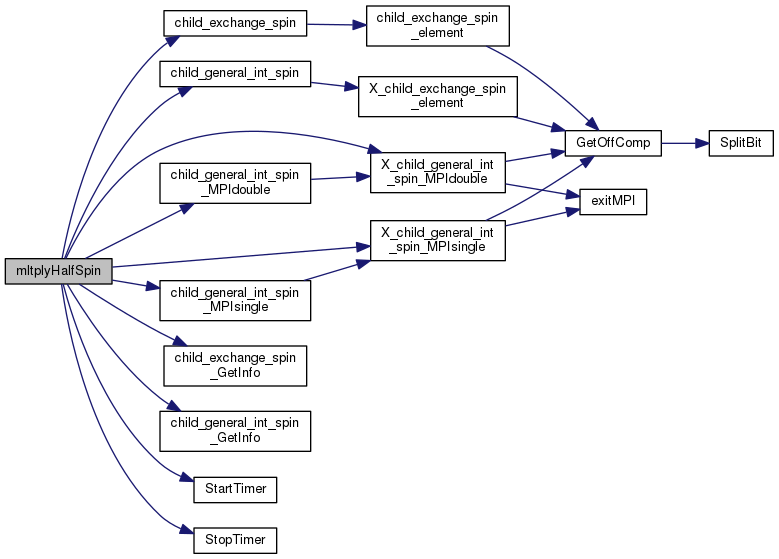 child_exchange_spin
child_exchange_spin
_element
child_general_int_spin
X_child_exchange_spin
_element
GetOffComp
SplitBit
child_general_int_spin
_MPIdouble
X_child_general_int
_spin_MPIdouble
exitMPI
X_child_general_int
_spin_MPIsingle
mltplyHalfSpin
child_general_int_spin
_MPIsingle
child_exchange_spin
_GetInfo
child_general_int_spin
_GetInfo
StartTimer
StopTimer